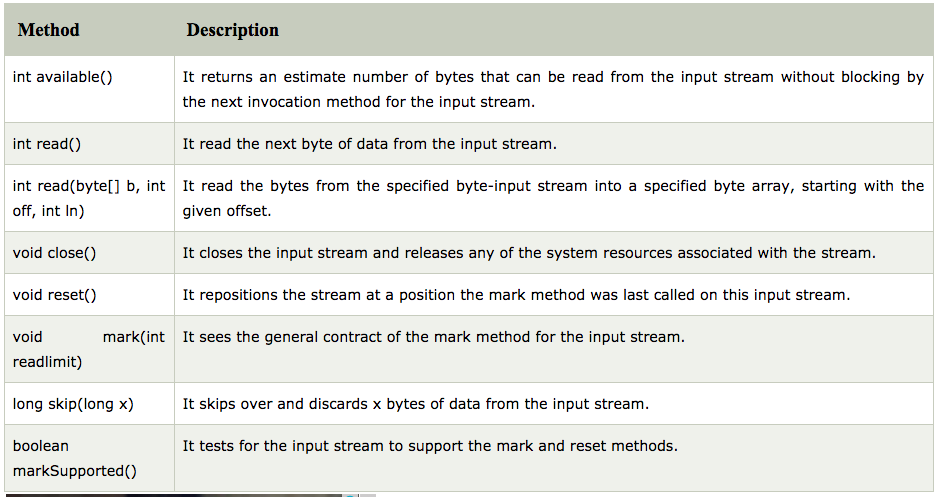 Method Description
int available() It returns an estimate number of bytes that can be read from the input stream without blocking by
the next invocation method for the input stream.
int read() It read the next byte of data from the input stream.
int read(byte[] b, int It read the bytes from the specified byte-input stream into a specified byte array, starting with the
off, int ln) given offset.
void close() It closes the input stream and releases any of the system resources associated with the stream.
void reset() It repositions the stream at a position the mark method was last called on this input stream.
void mark(int It sees the general contract of the mark method for the input stream.
readlimit)
long skip(long x) It skips over and discards x bytes of data from the input stream.
boolean It tests for the input stream to support the mark and reset methods.
markSupported()